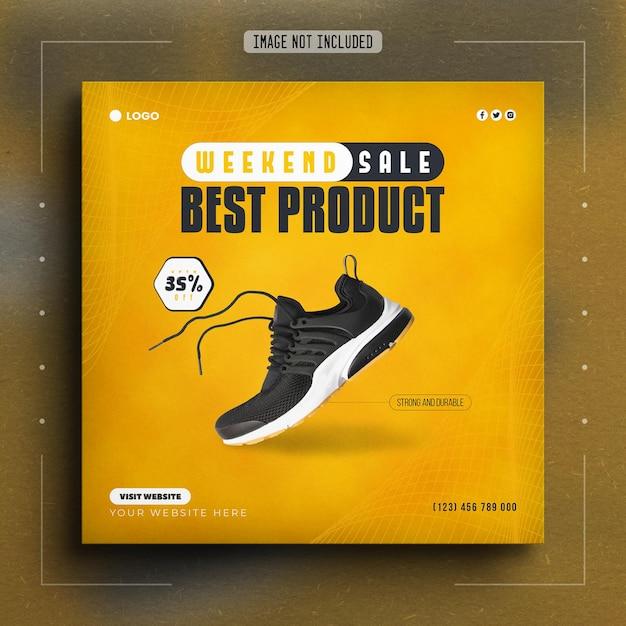 IMAGE NOT INCLUDED
LOGO
WEEKEND SALE
BEST PRODUCT
UPTO
35%
Off
STRONG AND DURABLE
VISIT WEBSITE
YOUR WEBSITE HERE
(123) 456 789 000